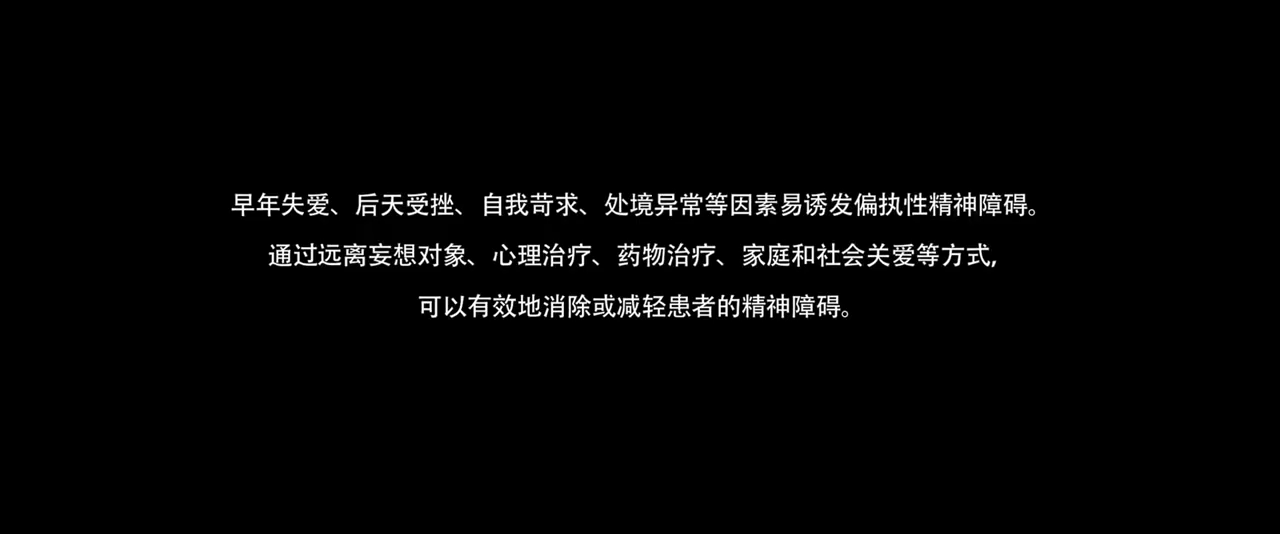 早年失爱、后天受挫、自我苛求、处境异常等因素易诱发偏执性精神障碍。
通过远离妄想对象、心理治疗、药物治疗、家庭和社会关爱等方式,
可以有效地消除或减轻患者的精神障碍。